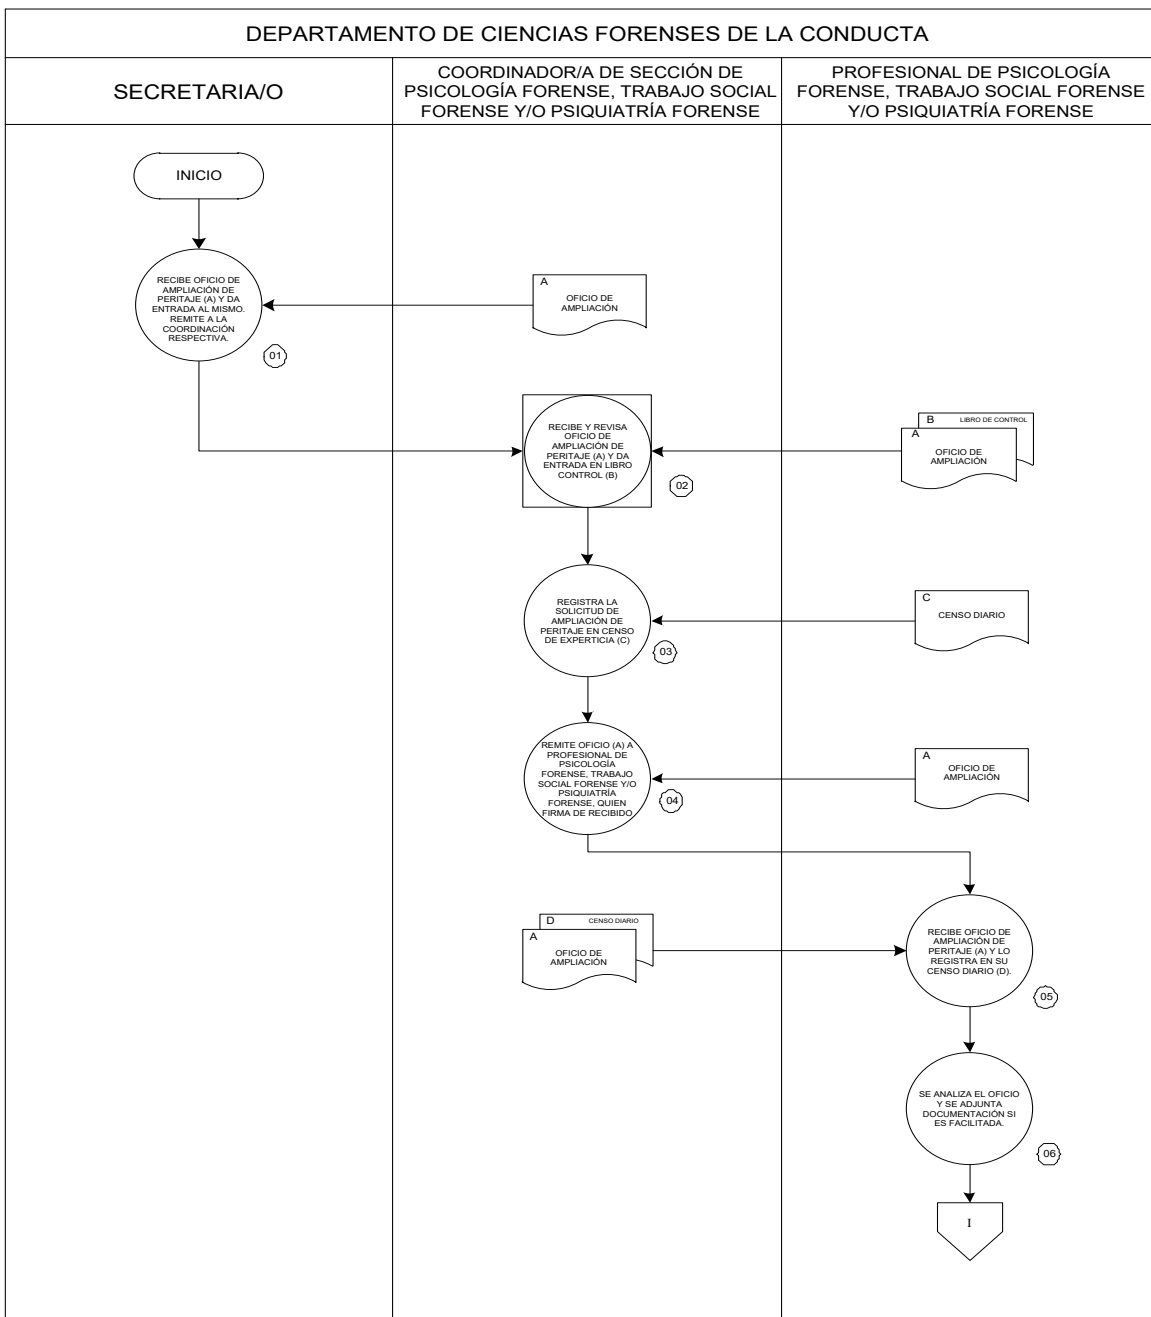 DEPARTAMENTO DE CIENCIAS FORENSES DE LA CONDUCTA
SECRETARIA/O
COORDINADOR/A DE SECCIÓN DE
PSICOLOGÍA FORENSE, TRABAJO SOCIAL
FORENSE Y/O PSIQUIATRÍA FORENSE
PROFESIONAL DE PSICOLOGÍA
FORENSE, TRABAJO SOCIAL FORENSE
Y/O PSIQUIATRÍA FORENSE
INICIO
RECIBE OFICIO DE
AMPLIACIÓN DE
PERITAJE (A) Y DA
ENTRADA AL MISMO.
REMITE A LA
COORDINACIÓN
RESPECTIVA.
01
A
OFICIO DE
AMPLIACIÓN
RECIBE Y REVISA
OFICIO DE
AMPLIACIÓN DE
PERITAJE (A) Y DA
ENTRADA EN LIBRO
CONTROL (B)
02
B LIBRO DE CONTROL
A
OFICIO DE
AMPLIACIÓN
REGISTRA LA
SOLICITUD DE
AMPLIACIÓN DE
PERITAJE EN CENSO
DE EXPERTICIA (C)
03
C
CENSO DIARIO
REMITE OFICIO (A) A
PROFESIONAL DE
PSICOLOGÍA
FORENSE, TRABAJO
SOCIAL FORENSE Y/O
PSIQUIATRÍA
FORENSE, QUIEN
FIRMA DE RECIBIDO
04
A
OFICIO DE
AMPLIACIÓN
D CENSO DIARIO
A
OFICIO DE
AMPLIACIÓN
RECIBE OFICIO DE
AMPLIACIÓN DE
PERITAJE (A) Y LO
REGISTRA EN SU
CENSO DIARIO (D).
05
SE ANALIZA EL OFICIO
Y SE ADJUNTA
DOCUMENTACIÓN SI
ES FACILITADA.
06
I